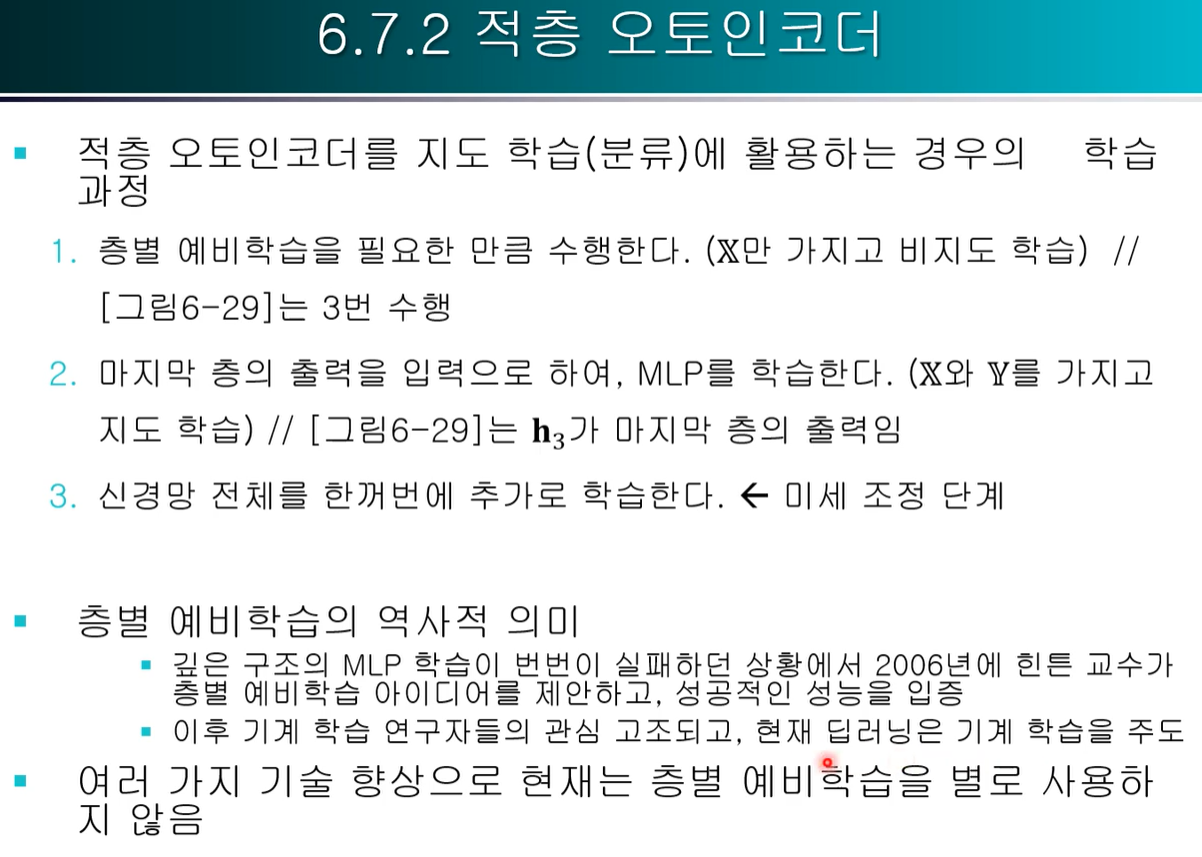 6.7.2 적층 오토인코더
▪ 적층 오토인코더를 지도 학습(분류)에 활용하는 경우의 학습
과정
1. 층별 예비학습을 필요한 만큼 수행한다. (𝕏만 가지고 비지도 학습) //
[그림6-29]는 3번 수행
2. 마지막 층의 출력을 입력으로 하여, MLP를 학습한다. (𝕏와 𝕐를 가지고
지도 학습) // [그림6-29]는 h₃가 마지막 층의 출력임
3. 신경망 전체를 한꺼번에 추가로 학습한다. ← 미세 조정 단계
▪ 층별 예비학습의 역사적 의미
▪ 깊은 구조의 MLP 학습이 번번이 실패하던 상황에서 2006년에 힌튼 교수가
층별 예비학습 아이디어를 제안하고, 성공적인 성능을 입증
▪ 이후 기계 학습 연구자들의 관심 고조되고, 현재 딥러닝은 기계 학습을 주도
▪ 여러 가지 기술 향상으로 현재는 층별 예비학습을 별로 사용하
지 않음